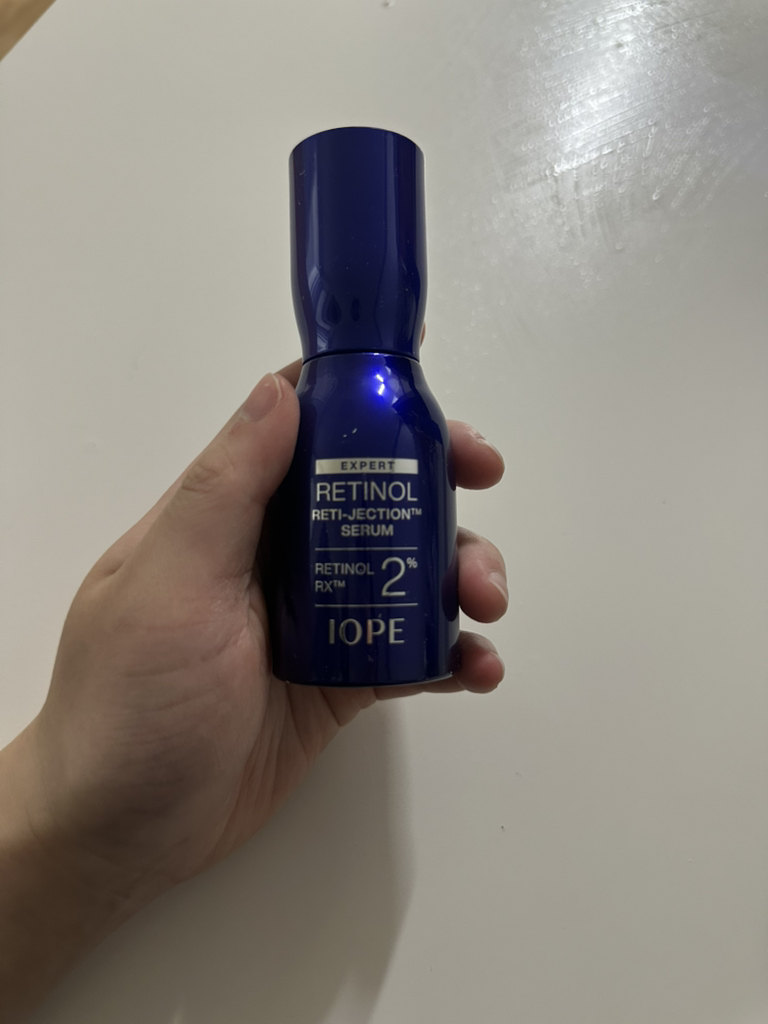 EXPERT
RETINOL
RETI-JECTION™
SERUM
RETINOL
RX™
2%
IOPE